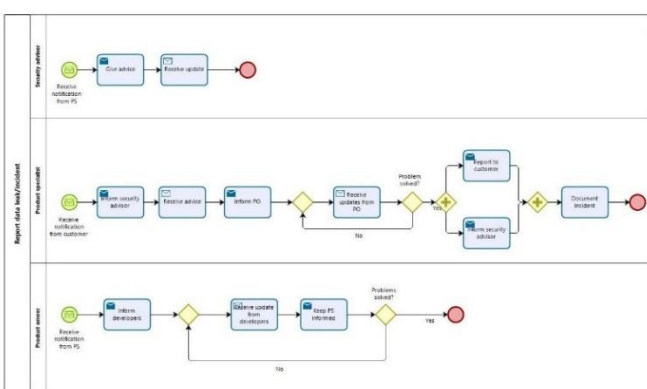 Report data leak/incident
Security advisor
Receive
notification
from PS
Give advice
Receive update
Product specialist
Receive
notification
from customer
Inform security
advisor
Receive advice
Inform PO
Receive
updates from
PO
No
Problem
solved?
Yes
Report to
customer
Inform security
advisor
Document
incident
Product owner
Receive
notification
from PS
Inform
developers
Receive update
from
developers
Keep PS
informed
Problems
solved?
Yes
No